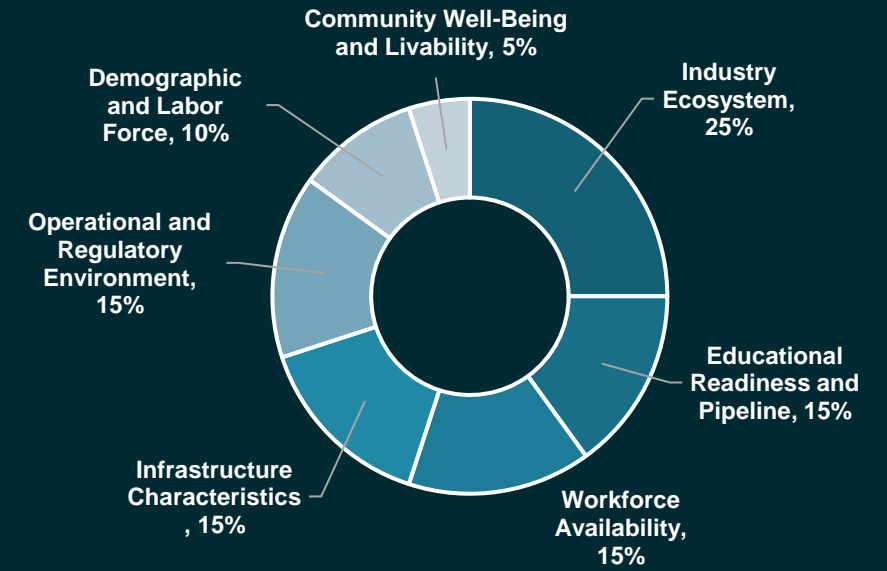 Community Well-Being
and Livability, 5%
Industry
Ecosystem,
25%
Educational
Readiness and
Pipeline, 15%
Workforce
Availability,
15%
Infrastructure
Characteristics
, 15%
Operational and
Regulatory
Environment,
15%
Demographic
and Labor
Force, 10%